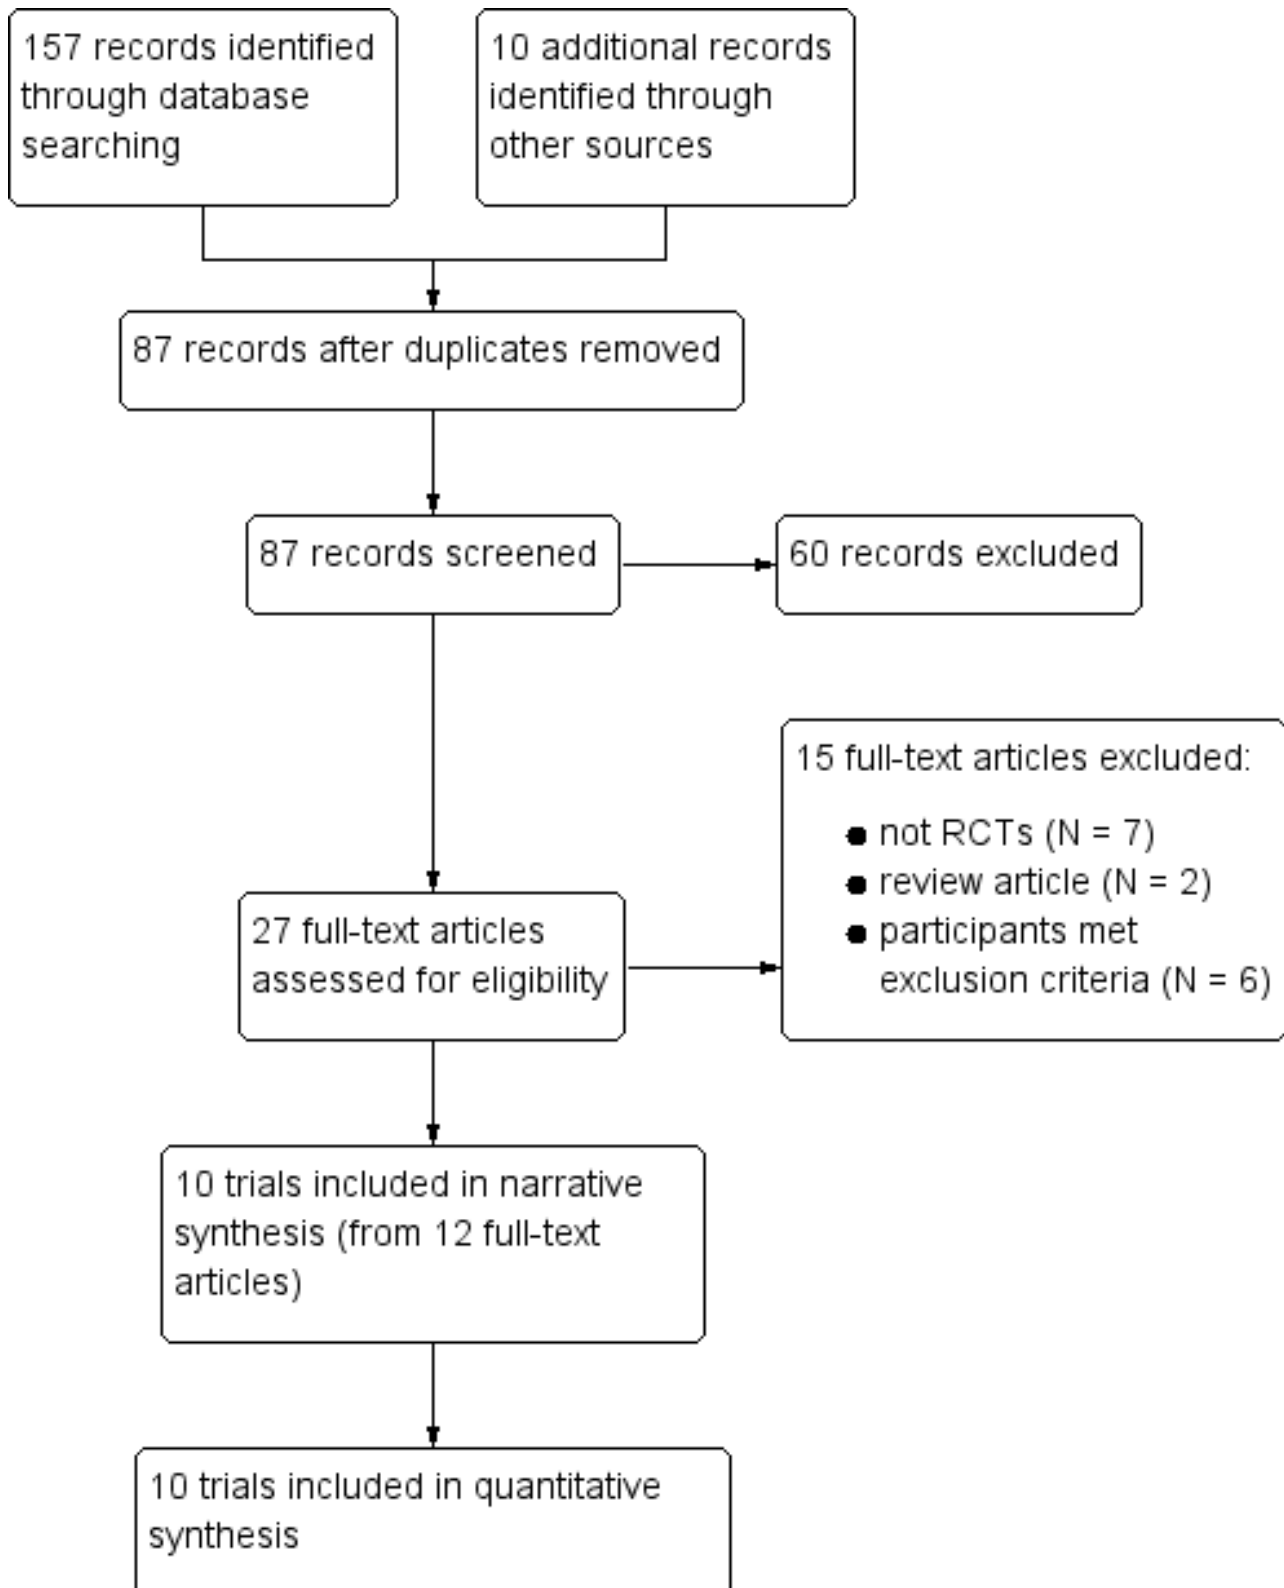 157 records identified
through database
searching
10 additional records
identified through
other sources
87 records after duplicates removed
87 records screened
60 records excluded
15 full-text articles excluded:
● not RCTs (N = 7)
● review article (N = 2)
● participants met
exclusion criteria (N = 6)
27 full-text articles
assessed for eligibility
10 trials included in narrative
synthesis (from 12 full-text
articles)
10 trials included in quantitative
synthesis